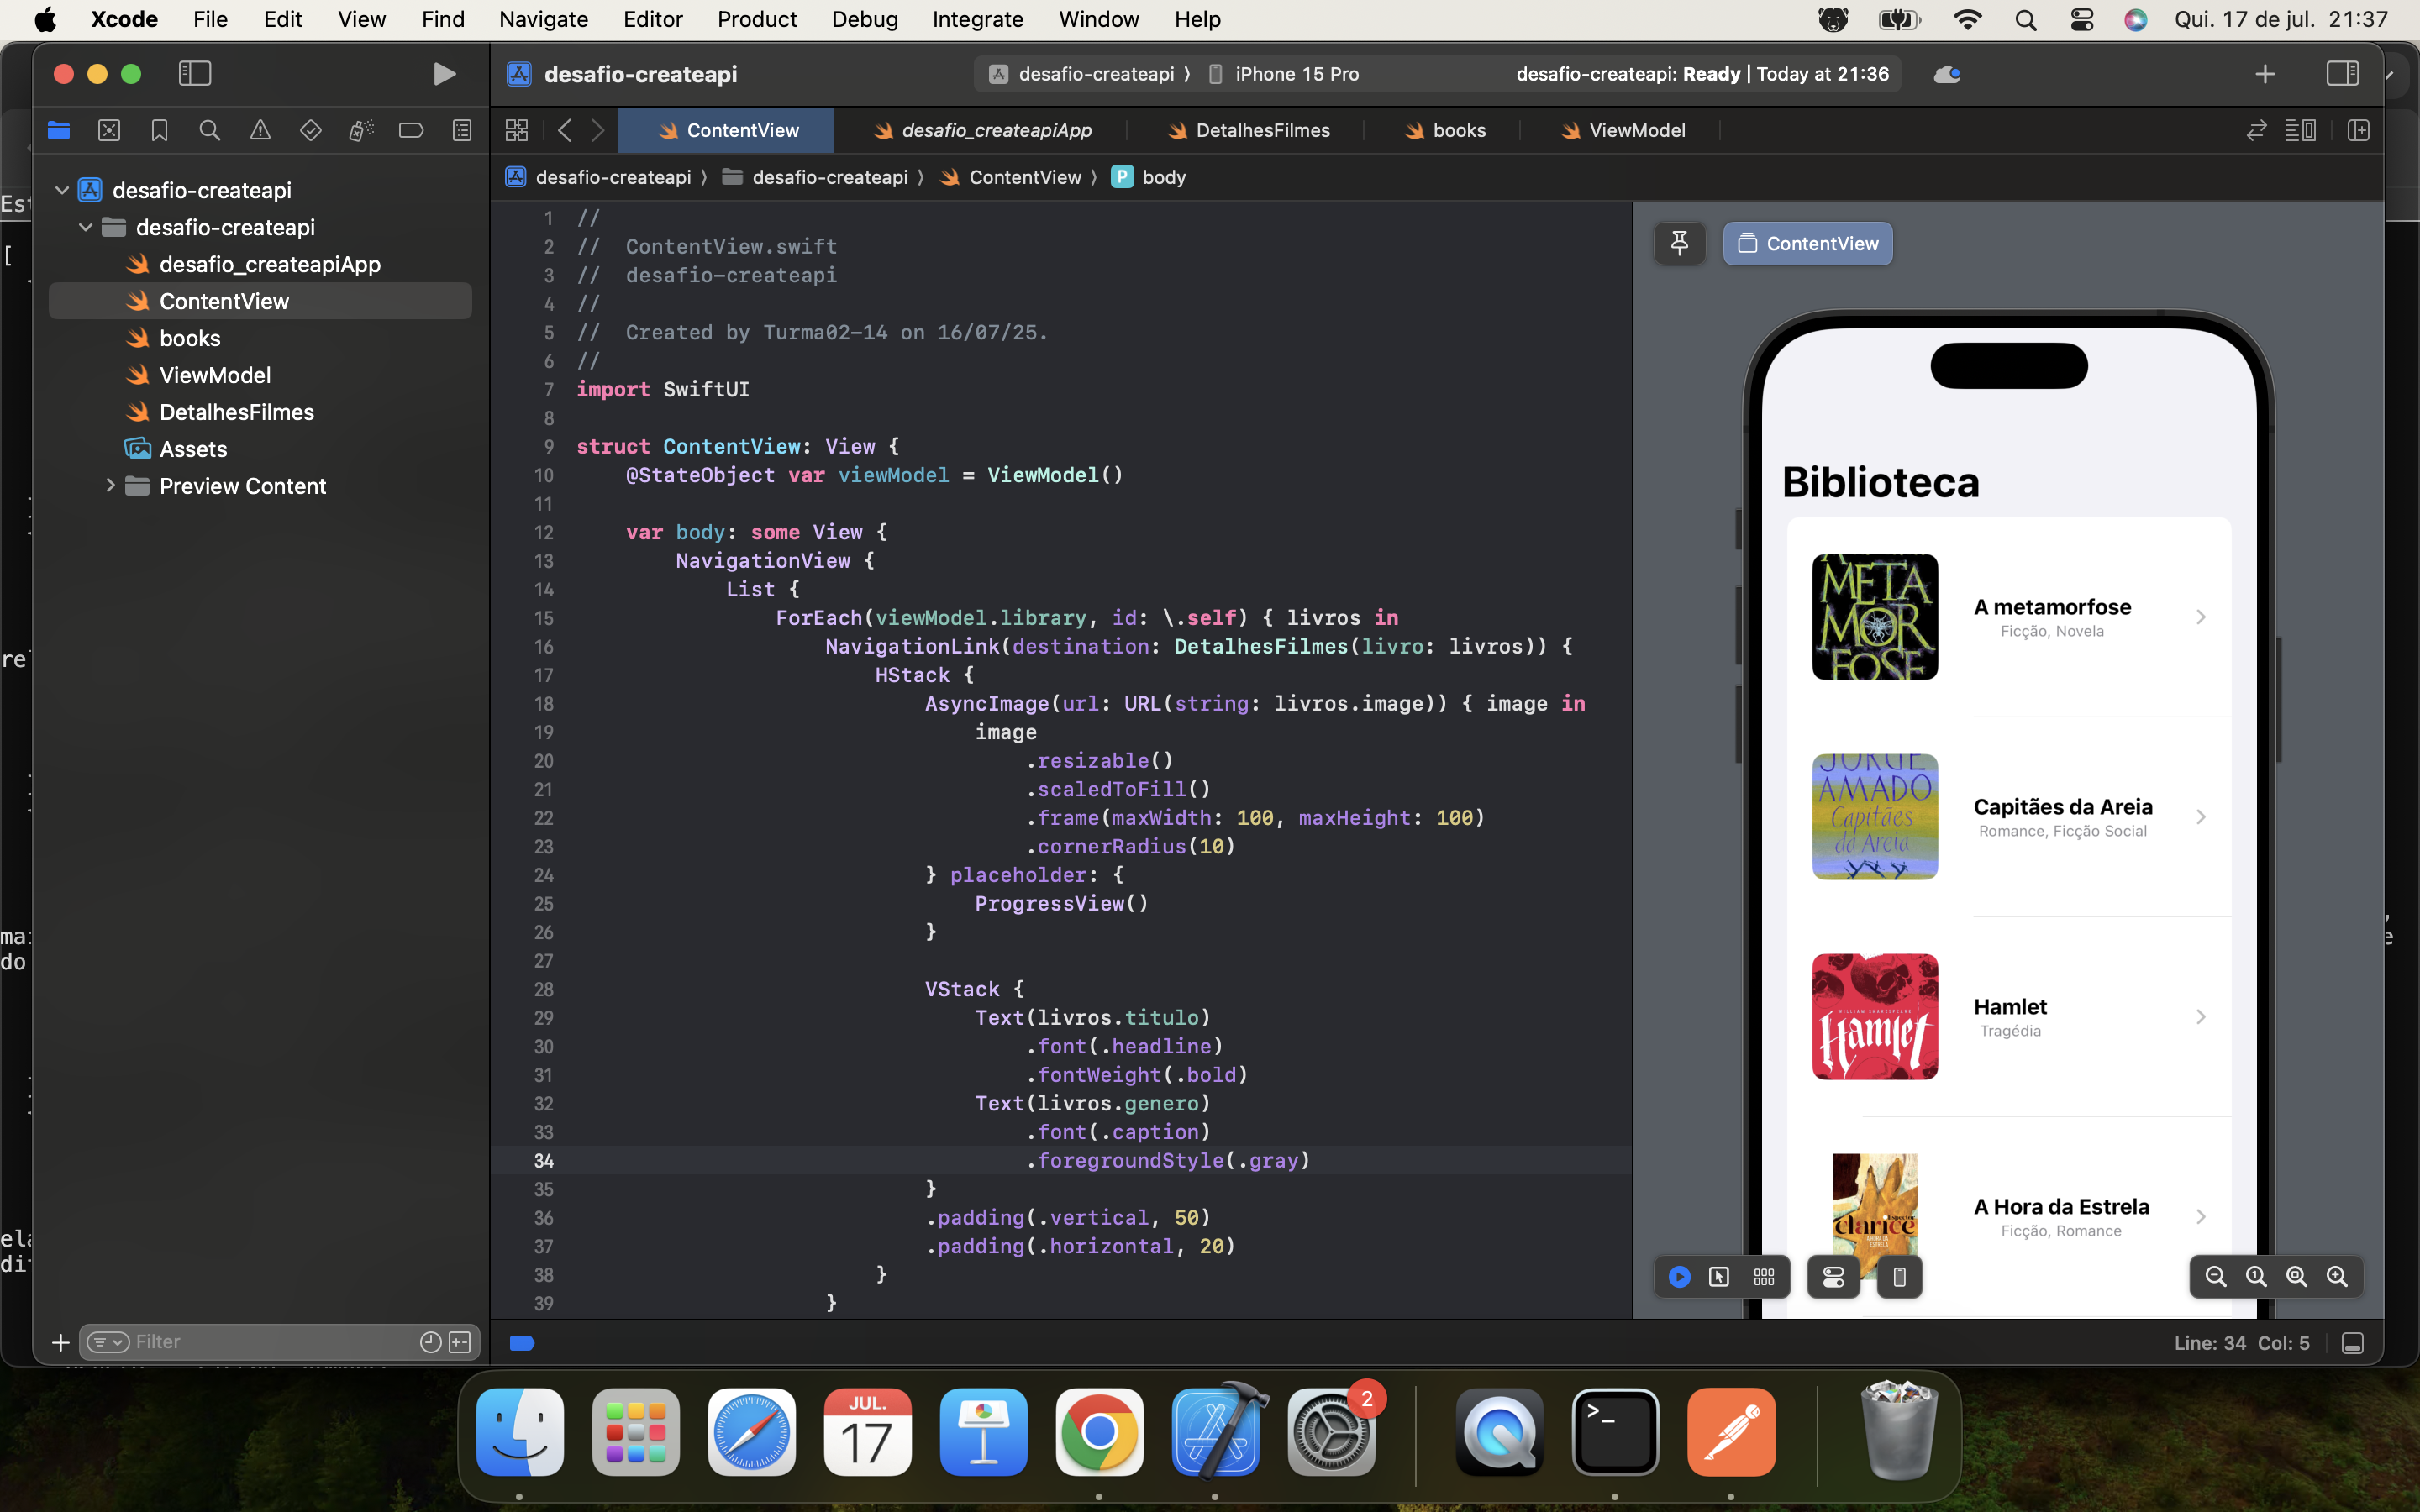 Xcode File Edit View Find Navigate Editor Product Debug Integrate Window Help Qui. 17 de jul. 21:37
desafio-createapi desafio-createapi ⟩ iPhone 15 Pro desafio-createapi: Ready | Today at 21:36
ContentView desafio_createapiApp DetalhesFilmes books ViewModel
desafio-createapi ⟩ desafio-createapi ⟩ ContentView ⟩ P body
desafio-createapi
desafio-createapi
desafio_createapiApp
ContentView
books
ViewModel
DetalhesFilmes
Assets
Preview Content
Filter
1 //
2 //  ContentView.swift
3 //  desafio-createapi
4 //
5 //  Created by Turma02-14 on 16/07/25.
6 //
7 import SwiftUI
8
9 struct ContentView: View {
10     @StateObject var viewModel = ViewModel()
11
12     var body: some View {
13         NavigationView {
14             List {
15                 ForEach(viewModel.library, id: \.self) { livros in
16                     NavigationLink(destination: DetalhesFilmes(livro: livros)) {
17                         HStack {
18                             AsyncImage(url: URL(string: livros.image)) { image in
19                                 image
20                                     .resizable()
21                                     .scaledToFill()
22                                     .frame(maxWidth: 100, maxHeight: 100)
23                                     .cornerRadius(10)
24                             } placeholder: {
25                                 ProgressView()
26                             }
27
28                             VStack {
29                                 Text(livros.titulo)
30                                     .font(.headline)
31                                     .fontWeight(.bold)
32                                 Text(livros.genero)
33                                     .font(.caption)
34                                     .foregroundStyle(.gray)
35                             }
36                             .padding(.vertical, 50)
37                             .padding(.horizontal, 20)
38                         }
39                     }
ContentView
Biblioteca
META
MOR
FOSE
A metamorfose
Ficção, Novela
JORGE
AMADO
Capitães
da Areia
Capitães da Areia
Romance, Ficção Social
WILLIAM SHAKESPEARE
Hamlet
Hamlet
Tragédia
clarice
A HORA DA
ESTRELA
A Hora da Estrela
Ficção, Romance
Line: 34 Col: 5
JUL.
17
2
>_